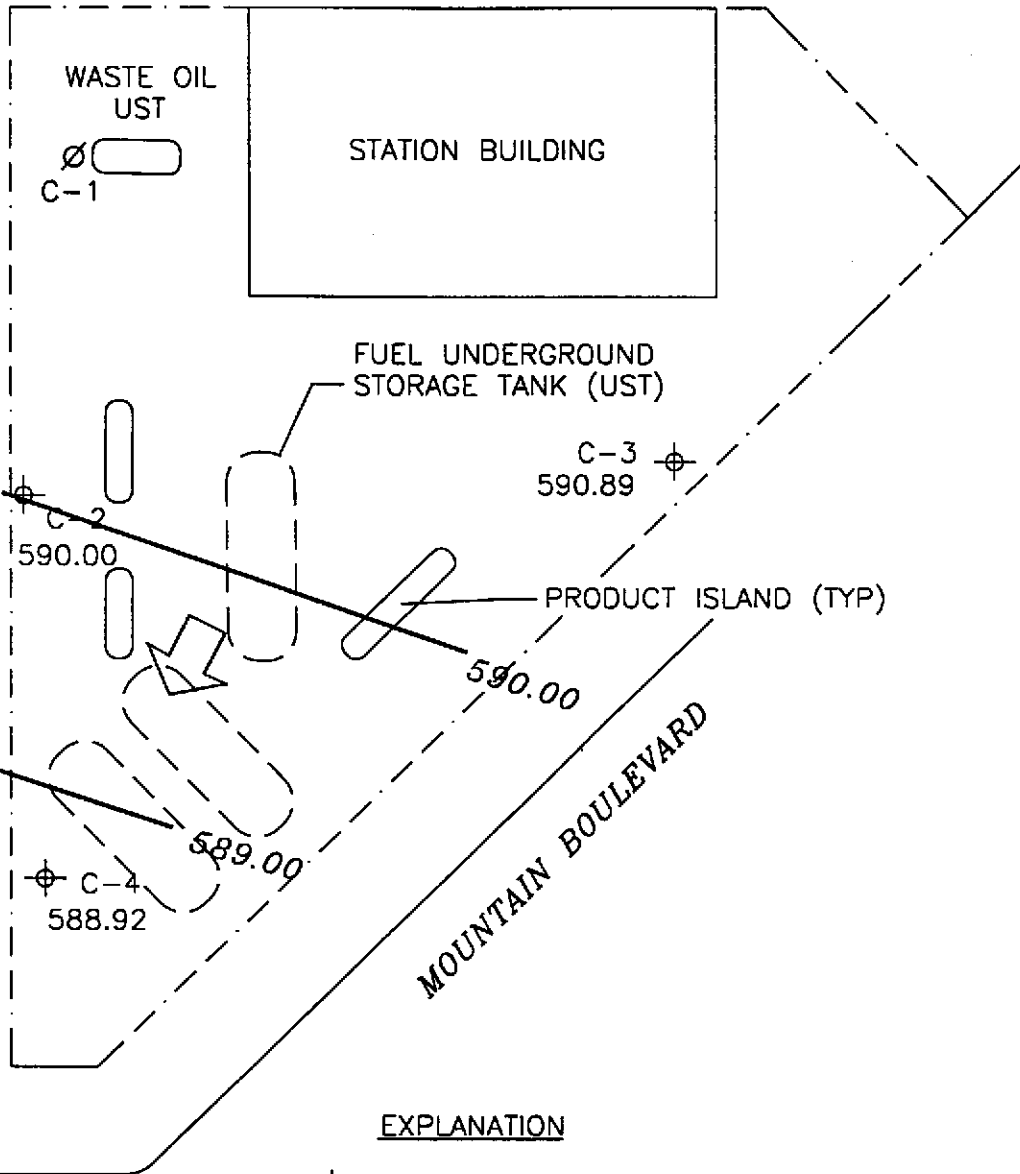 WASTE OIL
UST
C-1
STATION BUILDING
FUEL UNDERGROUND
STORAGE TANK (UST)
C-3
590.89
C-2
590.00
PRODUCT ISLAND (TYP)
590.00
MOUNTAIN BOULEVARD
589.00
C-4
588.92
EXPLANATION